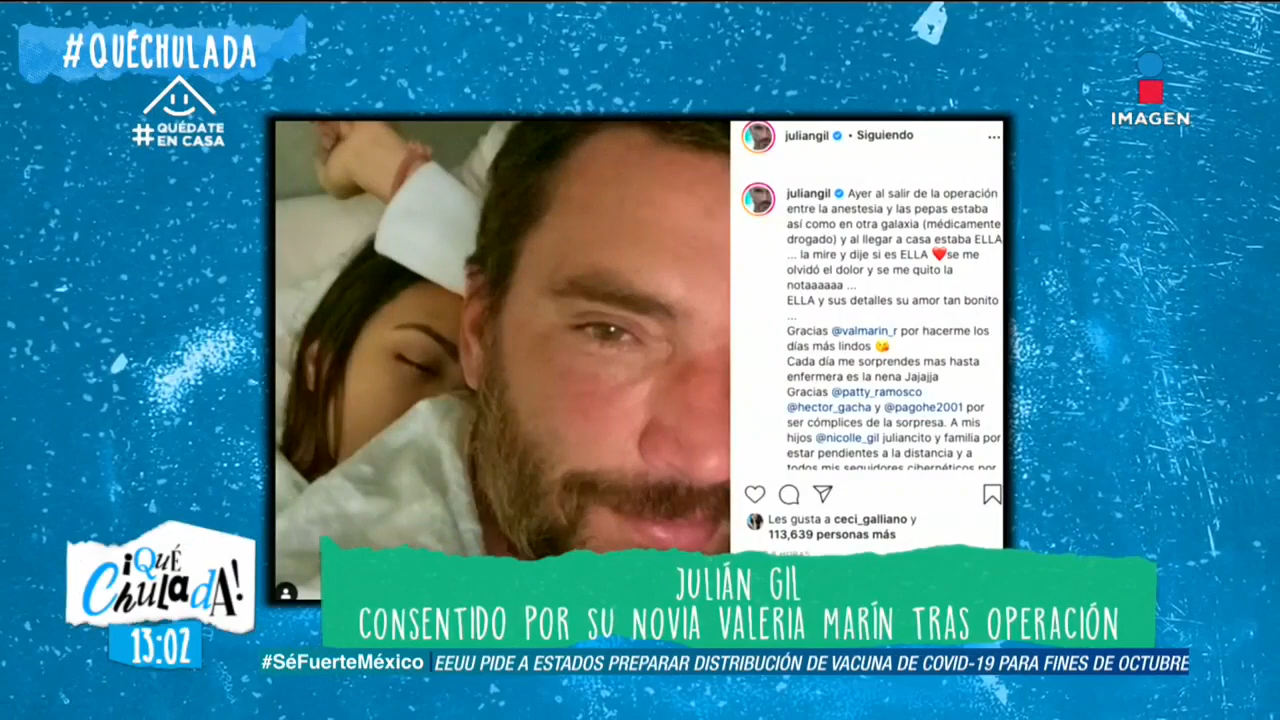 #QUÉCHULADA
#QUÉDATE
EN CASA
IMAGEN
juliangil • Siguiendo
...
juliangil Ayer al salir de la operación
entre la anestesia y las pepas estaba
así como en otra galaxia (médicamente
drogado) y al llegar a casa estaba ELLA
... la mire y dije si es ELLA ❤️se me
olvidó el dolor y se me quito la
notaaaaaa ...
ELLA y sus detalles su amor tan bonito
...
Gracias @valmarin_r por hacerme los
días más lindos 😘
Cada día me sorprendes mas hasta
enfermera es la nena Jajajja
Gracias @patty_ramosco
@hector_gacha y @pagohe2001 por
ser cómplices de la sorpresa. A mis
hijos @nicolle_gil juliancito y familia por
estar pendientes a la distancia y a
todos mis seguidores cibernéticos por
Les gusta a ceci_galliano y
113,639 personas más
¡QUÉ
ChULadA!
13:02
JULIÁN GIL
CONSENTIDO POR SU NOVIA VALERIA MARÍN TRAS OPERACIÓN
#SéFuerteMéxico EEUU PIDE A ESTADOS PREPARAR DISTRIBUCIÓN DE VACUNA DE COVID-19 PARA FINES DE OCTUBRE